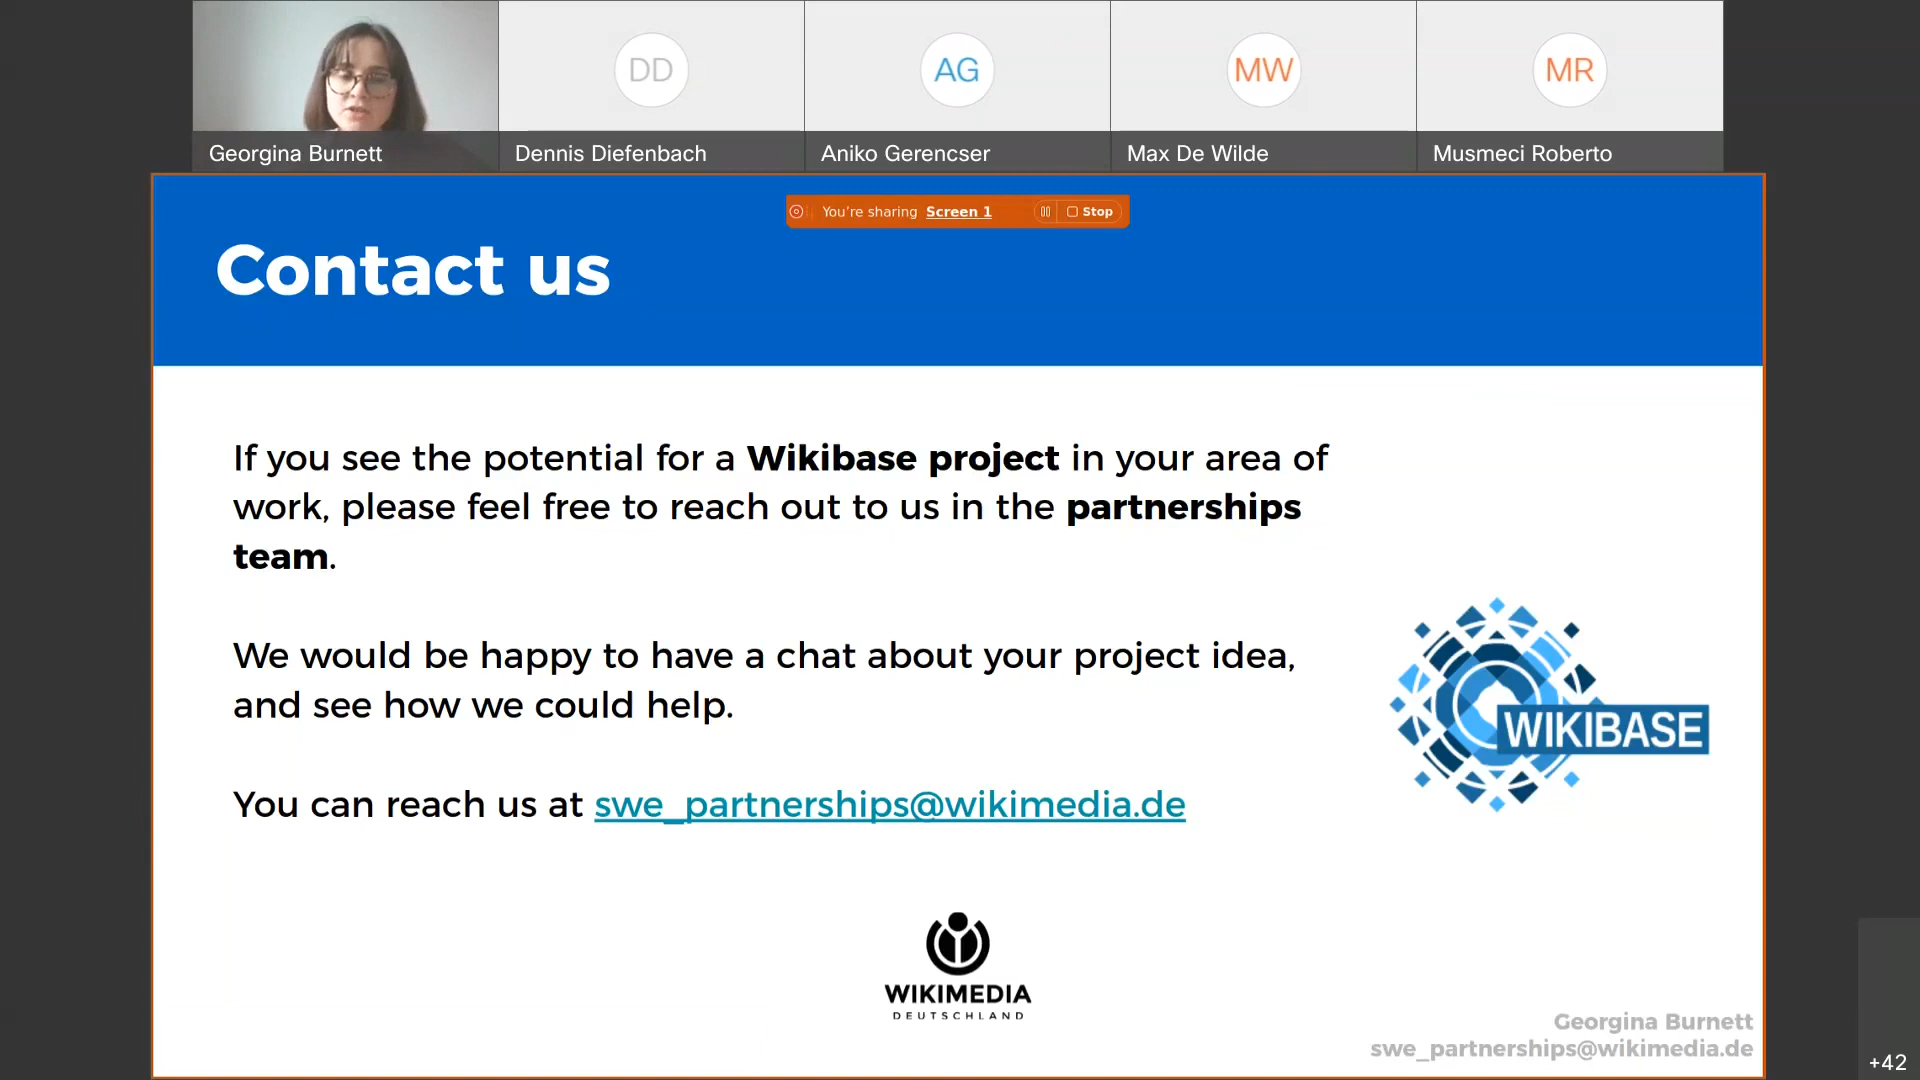 DD
AG
MW
MR
Georgina Burnett
Dennis Diefenbach
Aniko Gerencser
Max De Wilde
Musmeci Roberto
You're sharing Screen 1
Stop
Contact us
If you see the potential for a Wikibase project in your area of
work, please feel free to reach out to us in the partnerships
team.
We would be happy to have a chat about your project idea,
and see how we could help.
You can reach us at swe_partnerships@wikimedia.de
WIKIBASE
WIKIMEDIA
DEUTSCHLAND
Georgina Burnett
swe_partnerships@wikimedia.de
+42